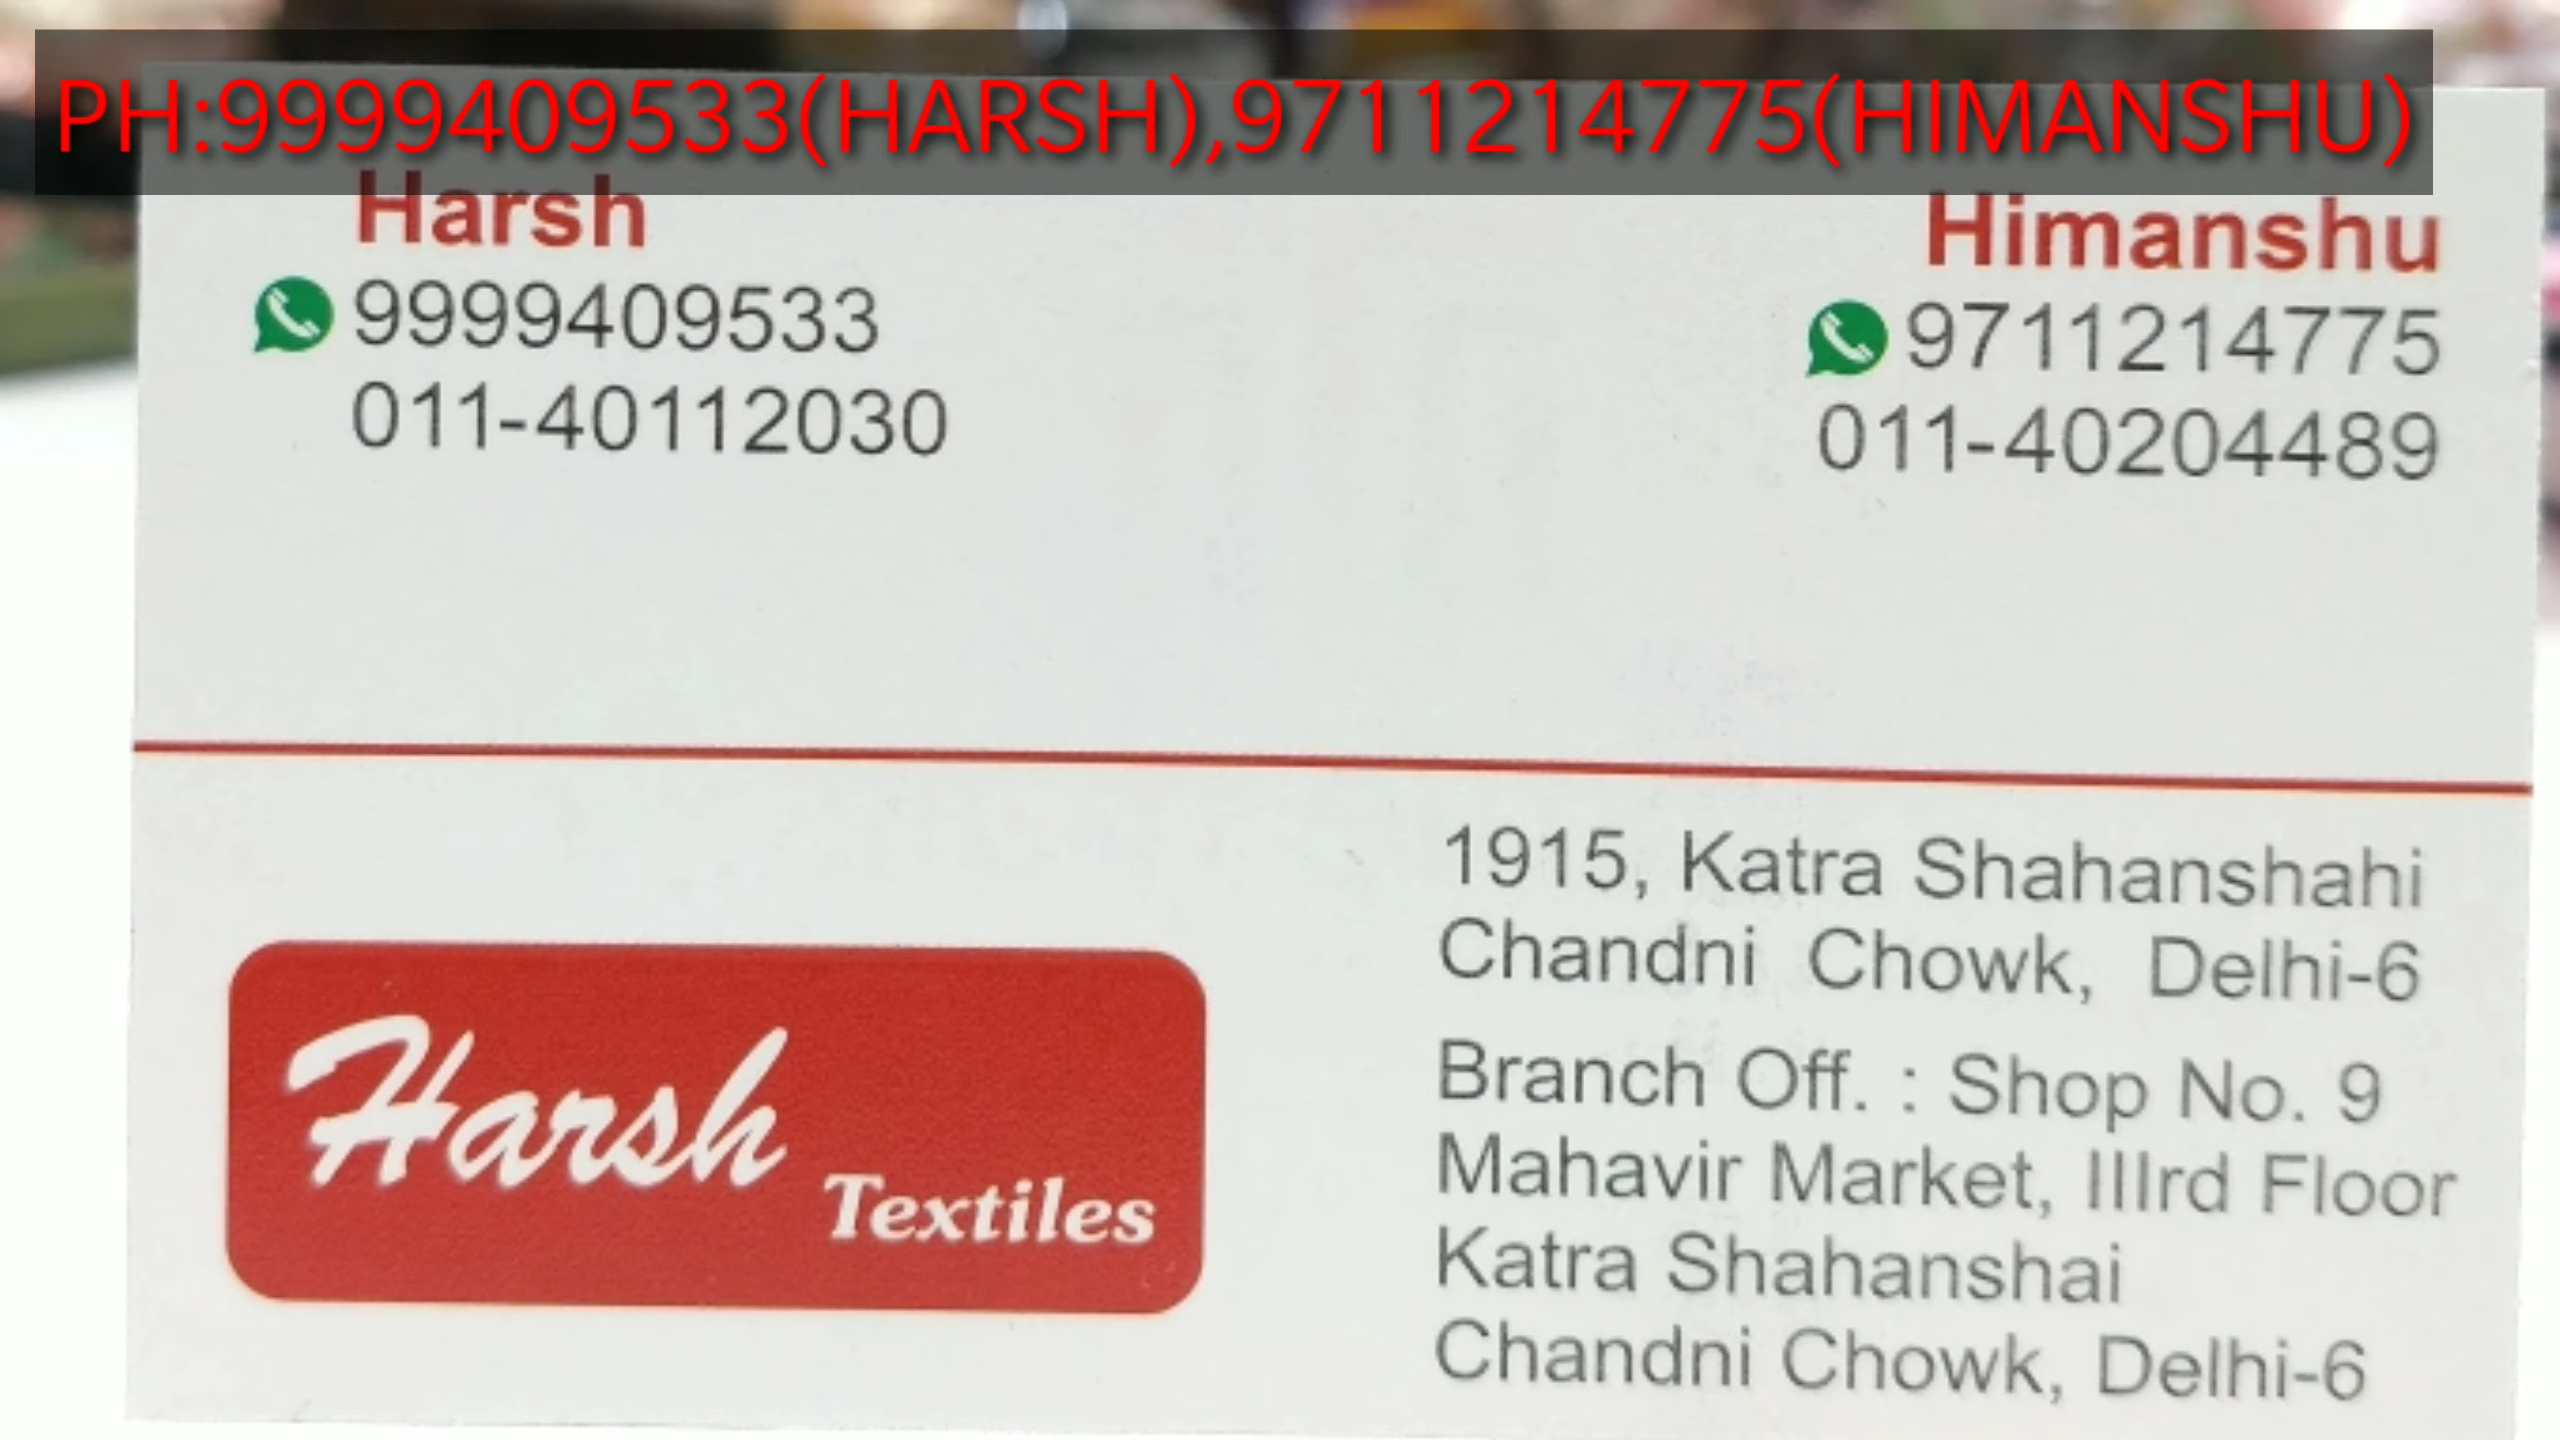 PH:9999409533(HARSH),9711214775(HIMANSHU)
Harsh
9999409533
011-40112030
Himanshu
9711214775
011-40204489
Harsh
Textiles
1915, Katra Shahanshahi
Chandni Chowk, Delhi-6
Branch Off. : Shop No. 9
Mahavir Market, IIIrd Floor
Katra Shahanshai
Chandni Chowk, Delhi-6